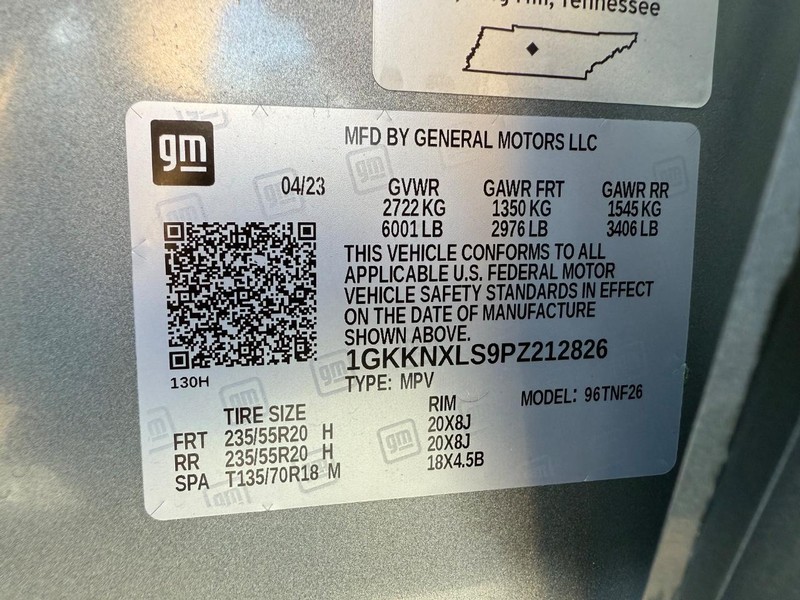 Hill, Tennessee
gm
MFD BY GENERAL MOTORS LLC
04/23 GVWR GAWR FRT GAWR RR
2722 KG 1350 KG 1545 KG
6001 LB 2976 LB 3406 LB
THIS VEHICLE CONFORMS TO ALL
APPLICABLE U.S. FEDERAL MOTOR
VEHICLE SAFETY STANDARDS IN EFFECT
ON THE DATE OF MANUFACTURE
SHOWN ABOVE.
1GKKNXLS9PZ212826
130H
TYPE: MPV MODEL: 96TNF26
TIRE SIZE RIM
FRT 235/55R20 H 20X8J
RR 235/55R20 H 20X8J
SPA T135/70R18 M 18X4.5B